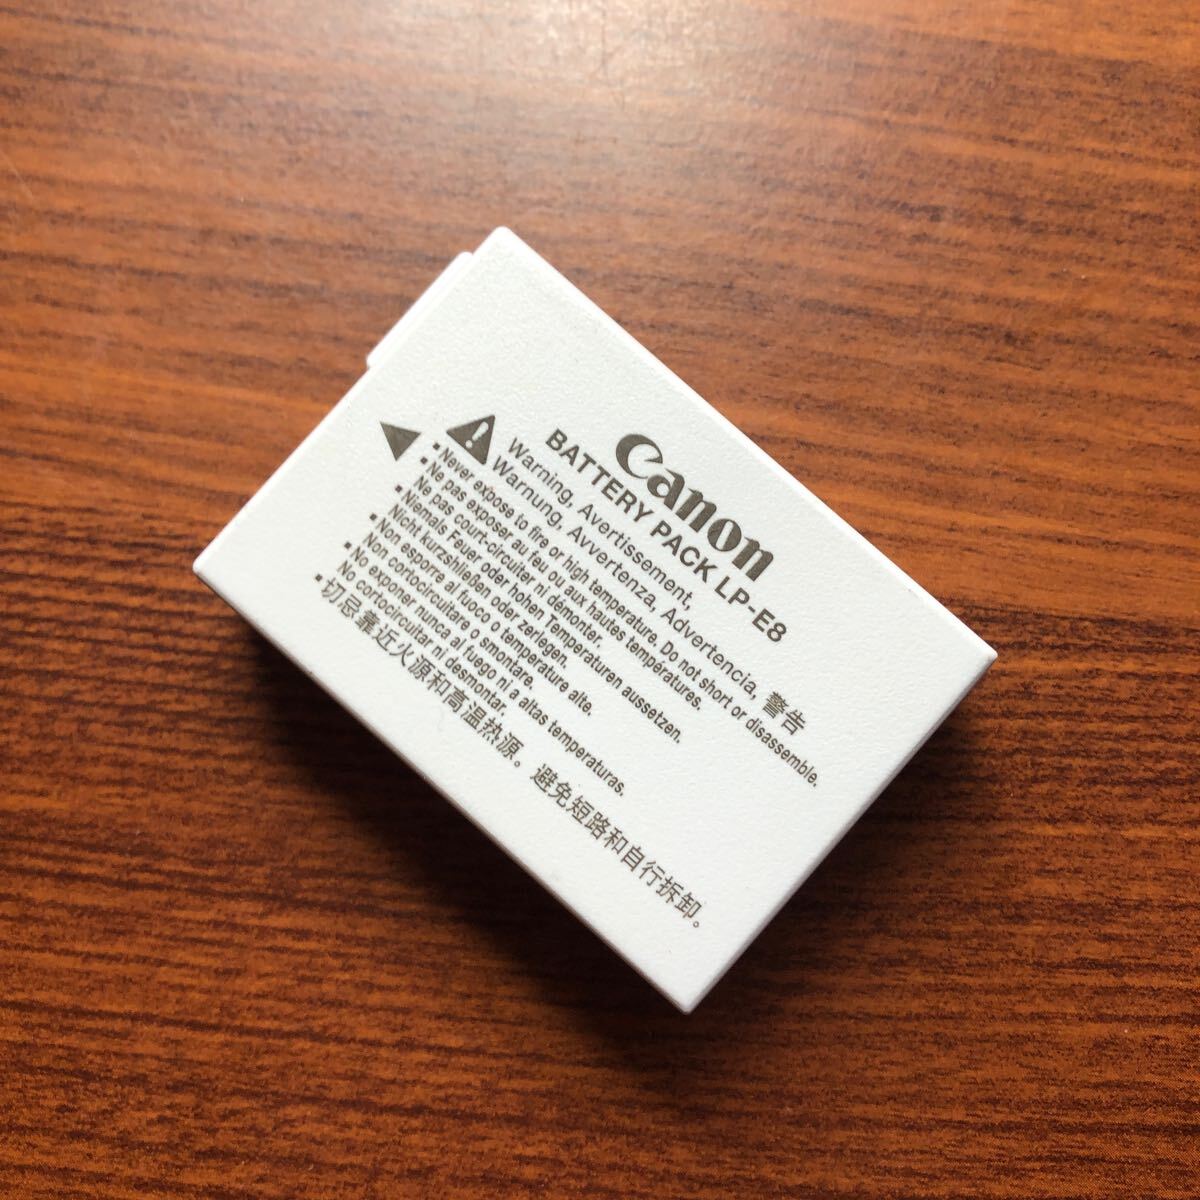 Canon
BATTERY PACK LP-E8
Warning, Avertissement,
Warnung, Avvertenza, Advertencia, 警告
▪Never expose to fire or high temperature. Do not short or disassemble.
▪Ne pas exposer au feu ou aux hautes températures.
Ne pas court-circuiter ni démonter.
▪Niemals Feuer oder hohen Temperaturen aussetzen.
Nicht kurzschließen oder zerlegen.
▪Non esporre al fuoco o temperature alte.
Non cortocircuitare o smontare.
▪No exponer nunca al fuego ni a altas temperaturas.
No cortocircuitar ni desmontar.
▪切忌靠近火源和高温热源。避免短路和自行拆卸。